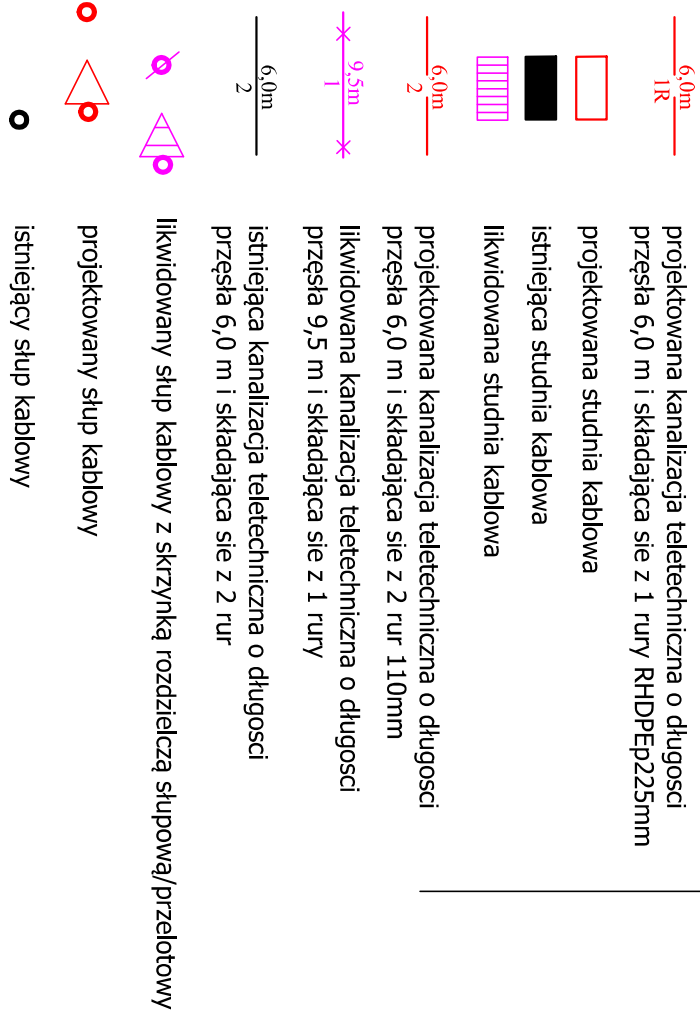 6,0m
1R
projektowana kanalizacja teletechniczna o długosci
przęsła 6,0 m i składająca sie z 1 rury RHDPEp225mm
projektowana studnia kablowa
istniejąca studnia kablowa
likwidowana studnia kablowa
6,0m
2
projektowana kanalizacja teletechniczna o długosci
przęsła 6,0 m i składająca sie z 2 rur 110mm
9,5m
1
likwidowana kanalizacja teletechniczna o długosci
przęsła 9,5 m i składająca sie z 1 rury
6,0m
2
istniejąca kanalizacja teletechniczna o długosci
przęsła 6,0 m i składająca sie z 2 rur
likwidowany słup kablowy z skrzynką rozdzielczą słupową/przelotowy
projektowany słup kablowy
istniejący słup kablowy